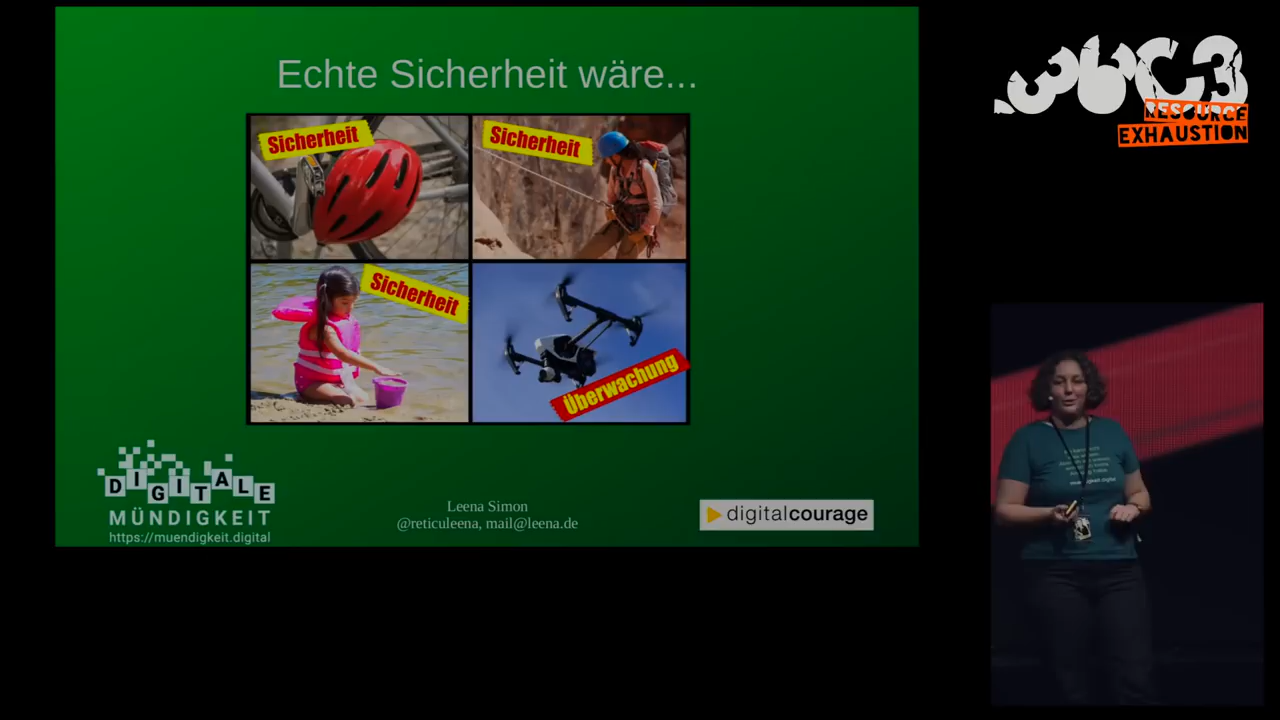 Echte Sicherheit wäre...
Sicherheit
Sicherheit
Sicherheit
Überwachung
DIGITALE
MÜNDIGKEIT
https://muendigkeit.digital
Leena Simon
@reticuleena, mail@leena.de
digitalcourage
36C3
RESOURCE
EXHAUSTION